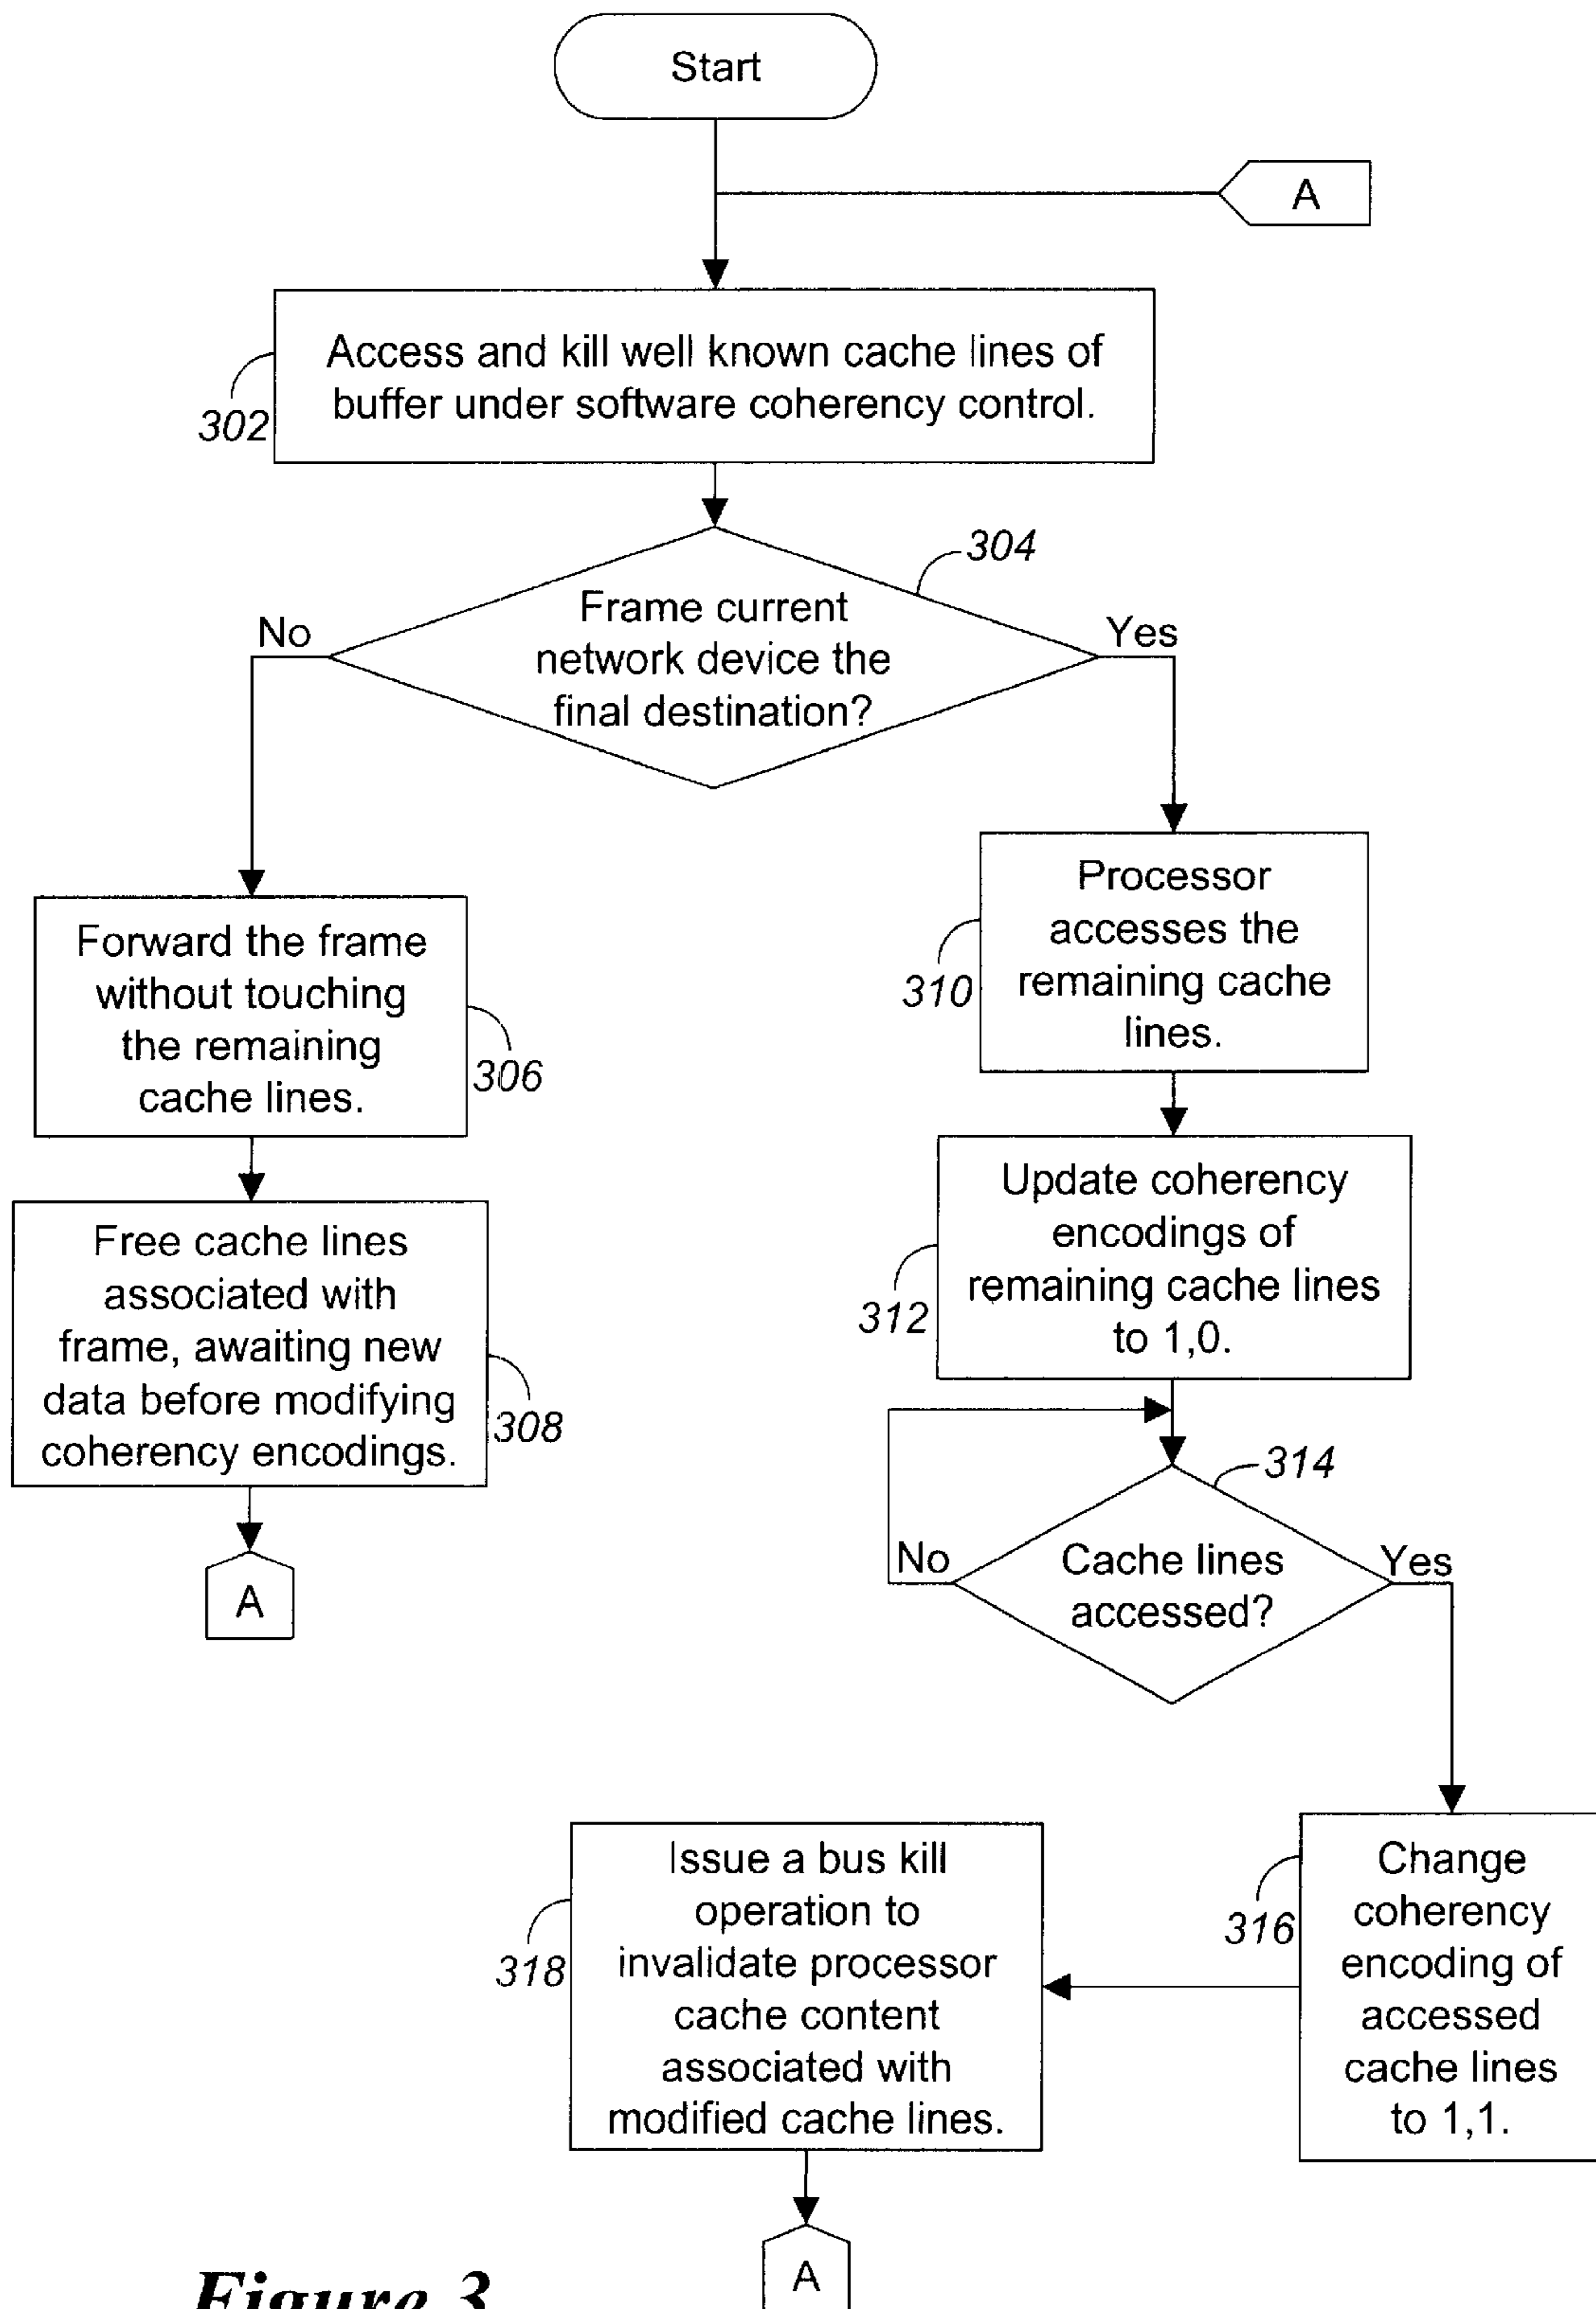 Start
A
Access and kill well known cache lines of
buffer under software coherency control.
302
304
Frame current
network device the
final destination?
No
Yes
Forward the frame
without touching
the remaining
cache lines.
306
Processor
accesses the
remaining cache
lines.
310
Free cache lines
associated with
frame, awaiting new
data before modifying
coherency encodings.
308
A
Update coherency
encodings of
remaining cache lines
to 1,0.
312
314
Cache lines
accessed?
No
Yes
Change
coherency
encoding of
accessed
cache lines
to 1,1.
316
Issue a bus kill
operation to
invalidate processor
cache content
associated with
modified cache lines.
318
A
Figure 3